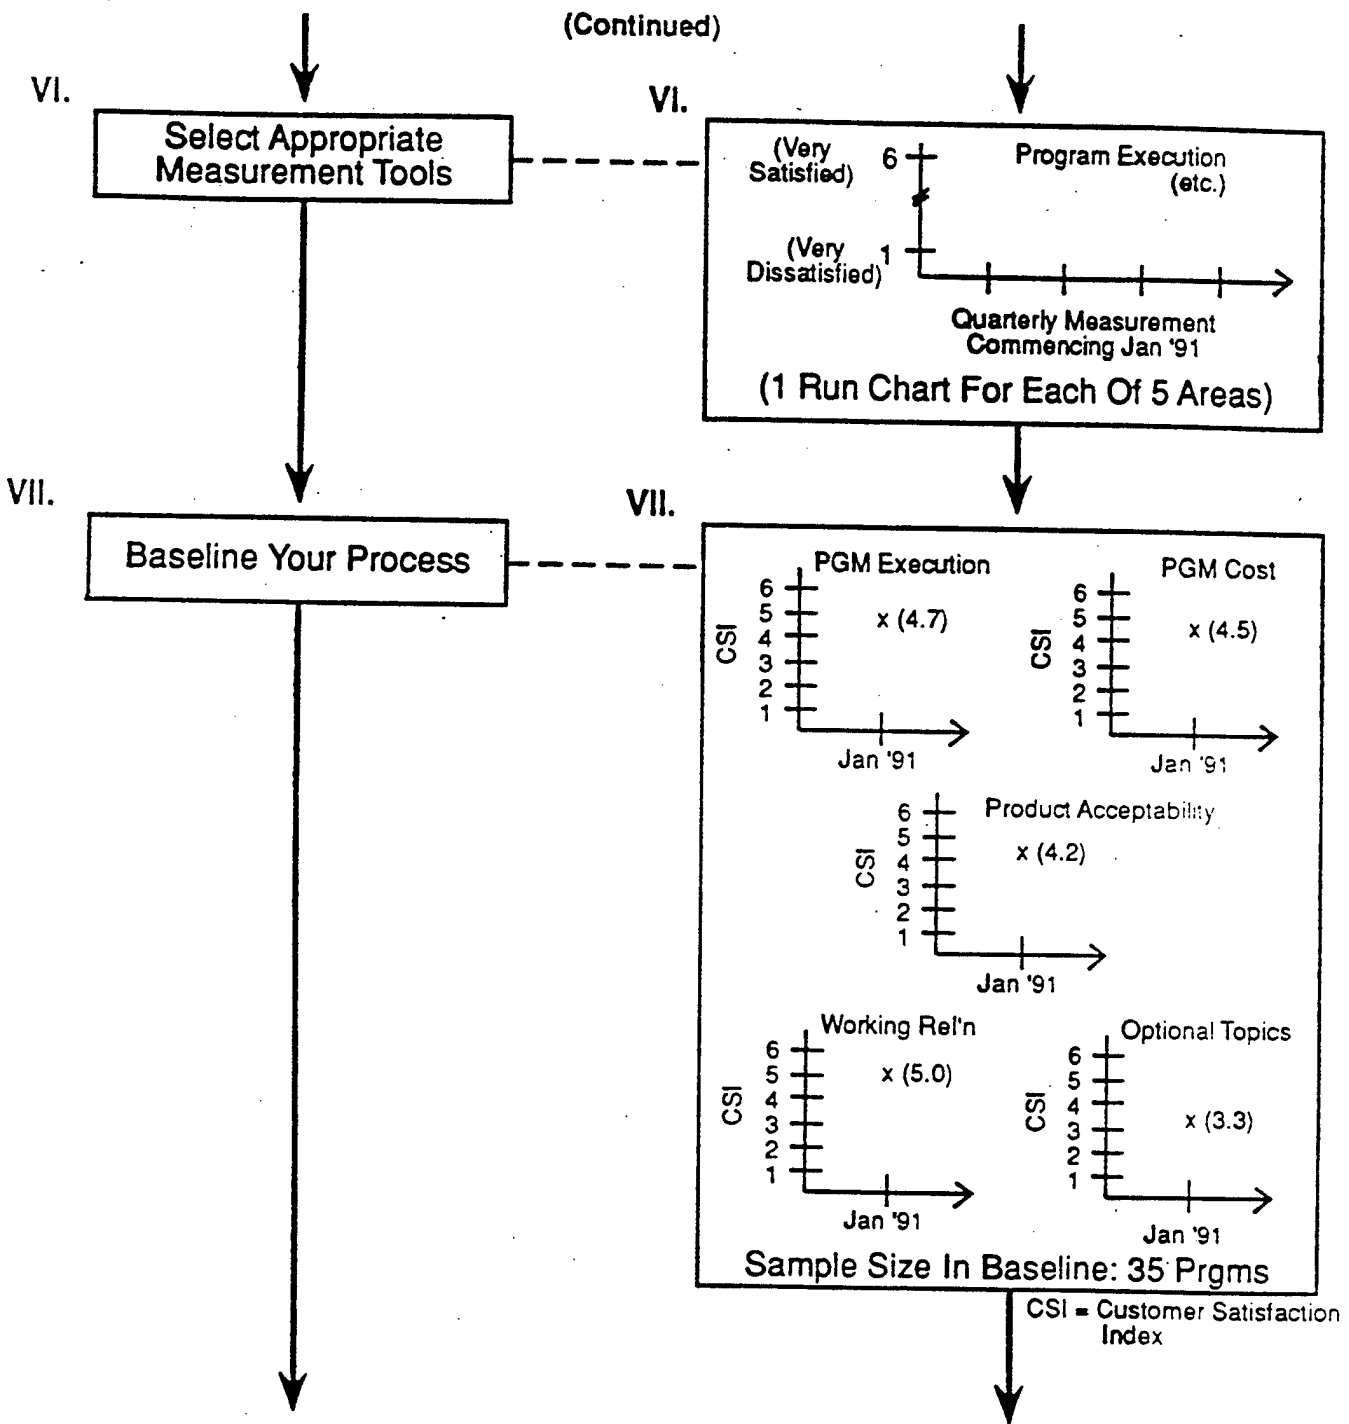 (Continued)
VI.
Select Appropriate
Measurement Tools
VI.
(Very
Satisfied)
6
Program Execution
(etc.)
(Very
Dissatisfied)
1
Quarterly Measurement
Commencing Jan '91
(1 Run Chart For Each Of 5 Areas)
VII.
Baseline Your Process
VII.
PGM Execution
CSI
6
5
4
3
2
1
x (4.7)
Jan '91
PGM Cost
CSI
6
5
4
3
2
1
x (4.5)
Jan '91
Product Acceptability
CSI
6
5
4
3
2
1
x (4.2)
Jan '91
Working Rel'n
CSI
6
5
4
3
2
1
x (5.0)
Jan '91
Optional Topics
CSI
6
5
4
3
2
1
x (3.3)
Jan '91
Sample Size In Baseline: 35 Prgms
CSI = Customer Satisfaction
Index